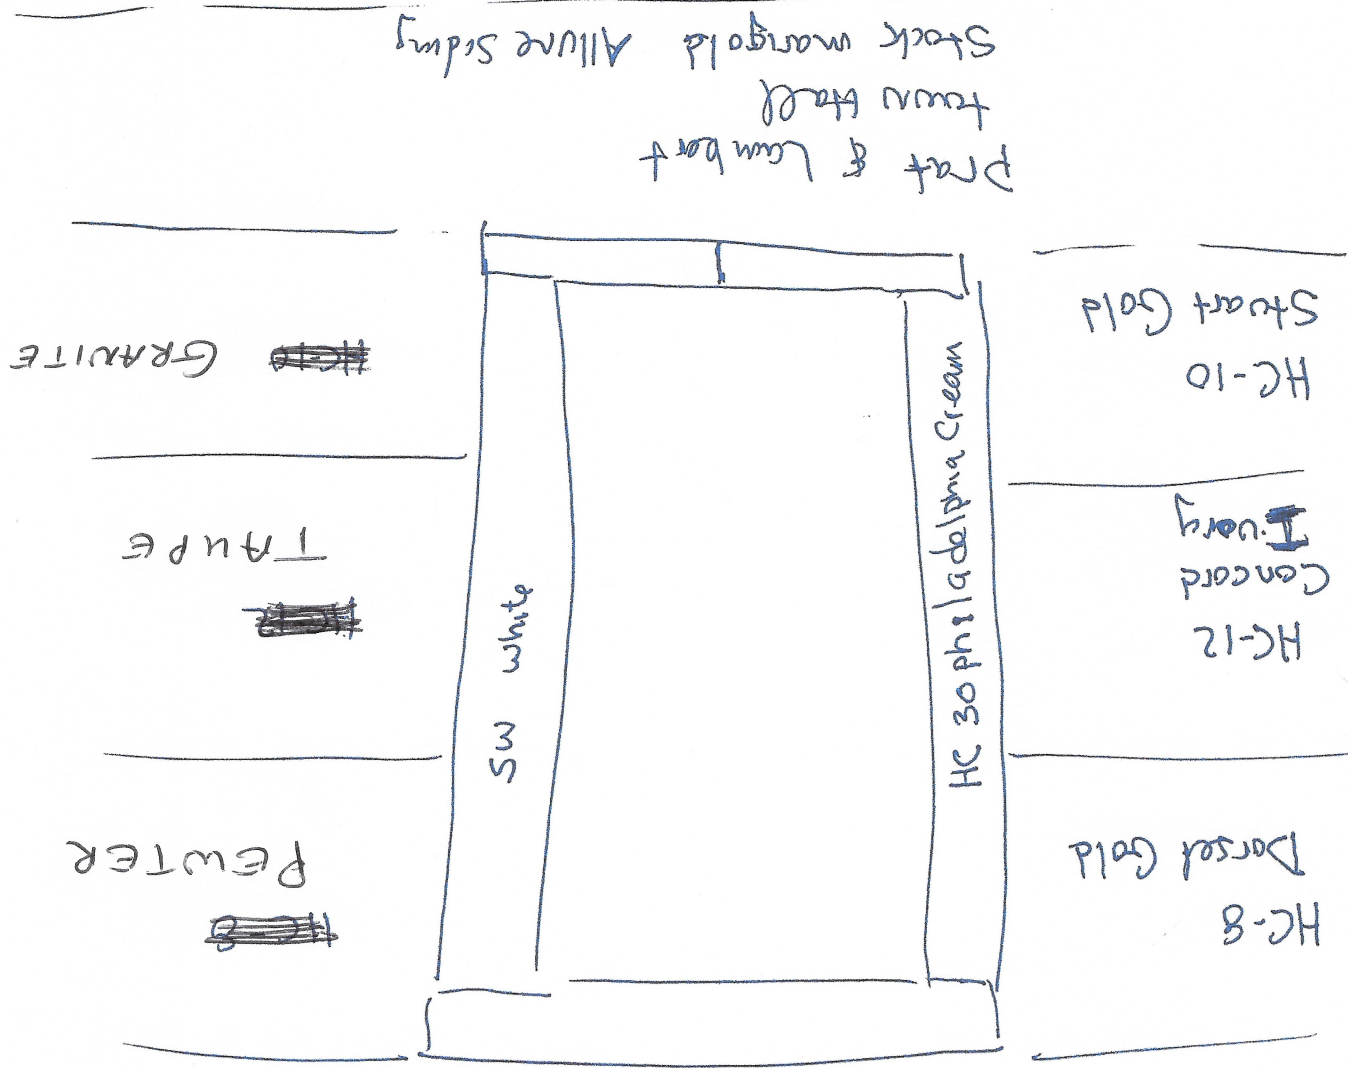 HC-8
Dorset Gold
HC-12
Concord
Ivory
HC-10
Stuart Gold
HC 30 philadelphia Cream
SW White
PEWTER
TAUPE
GRANITE
Prat & Lambert
town Hall
Stock marigold Allure Siding